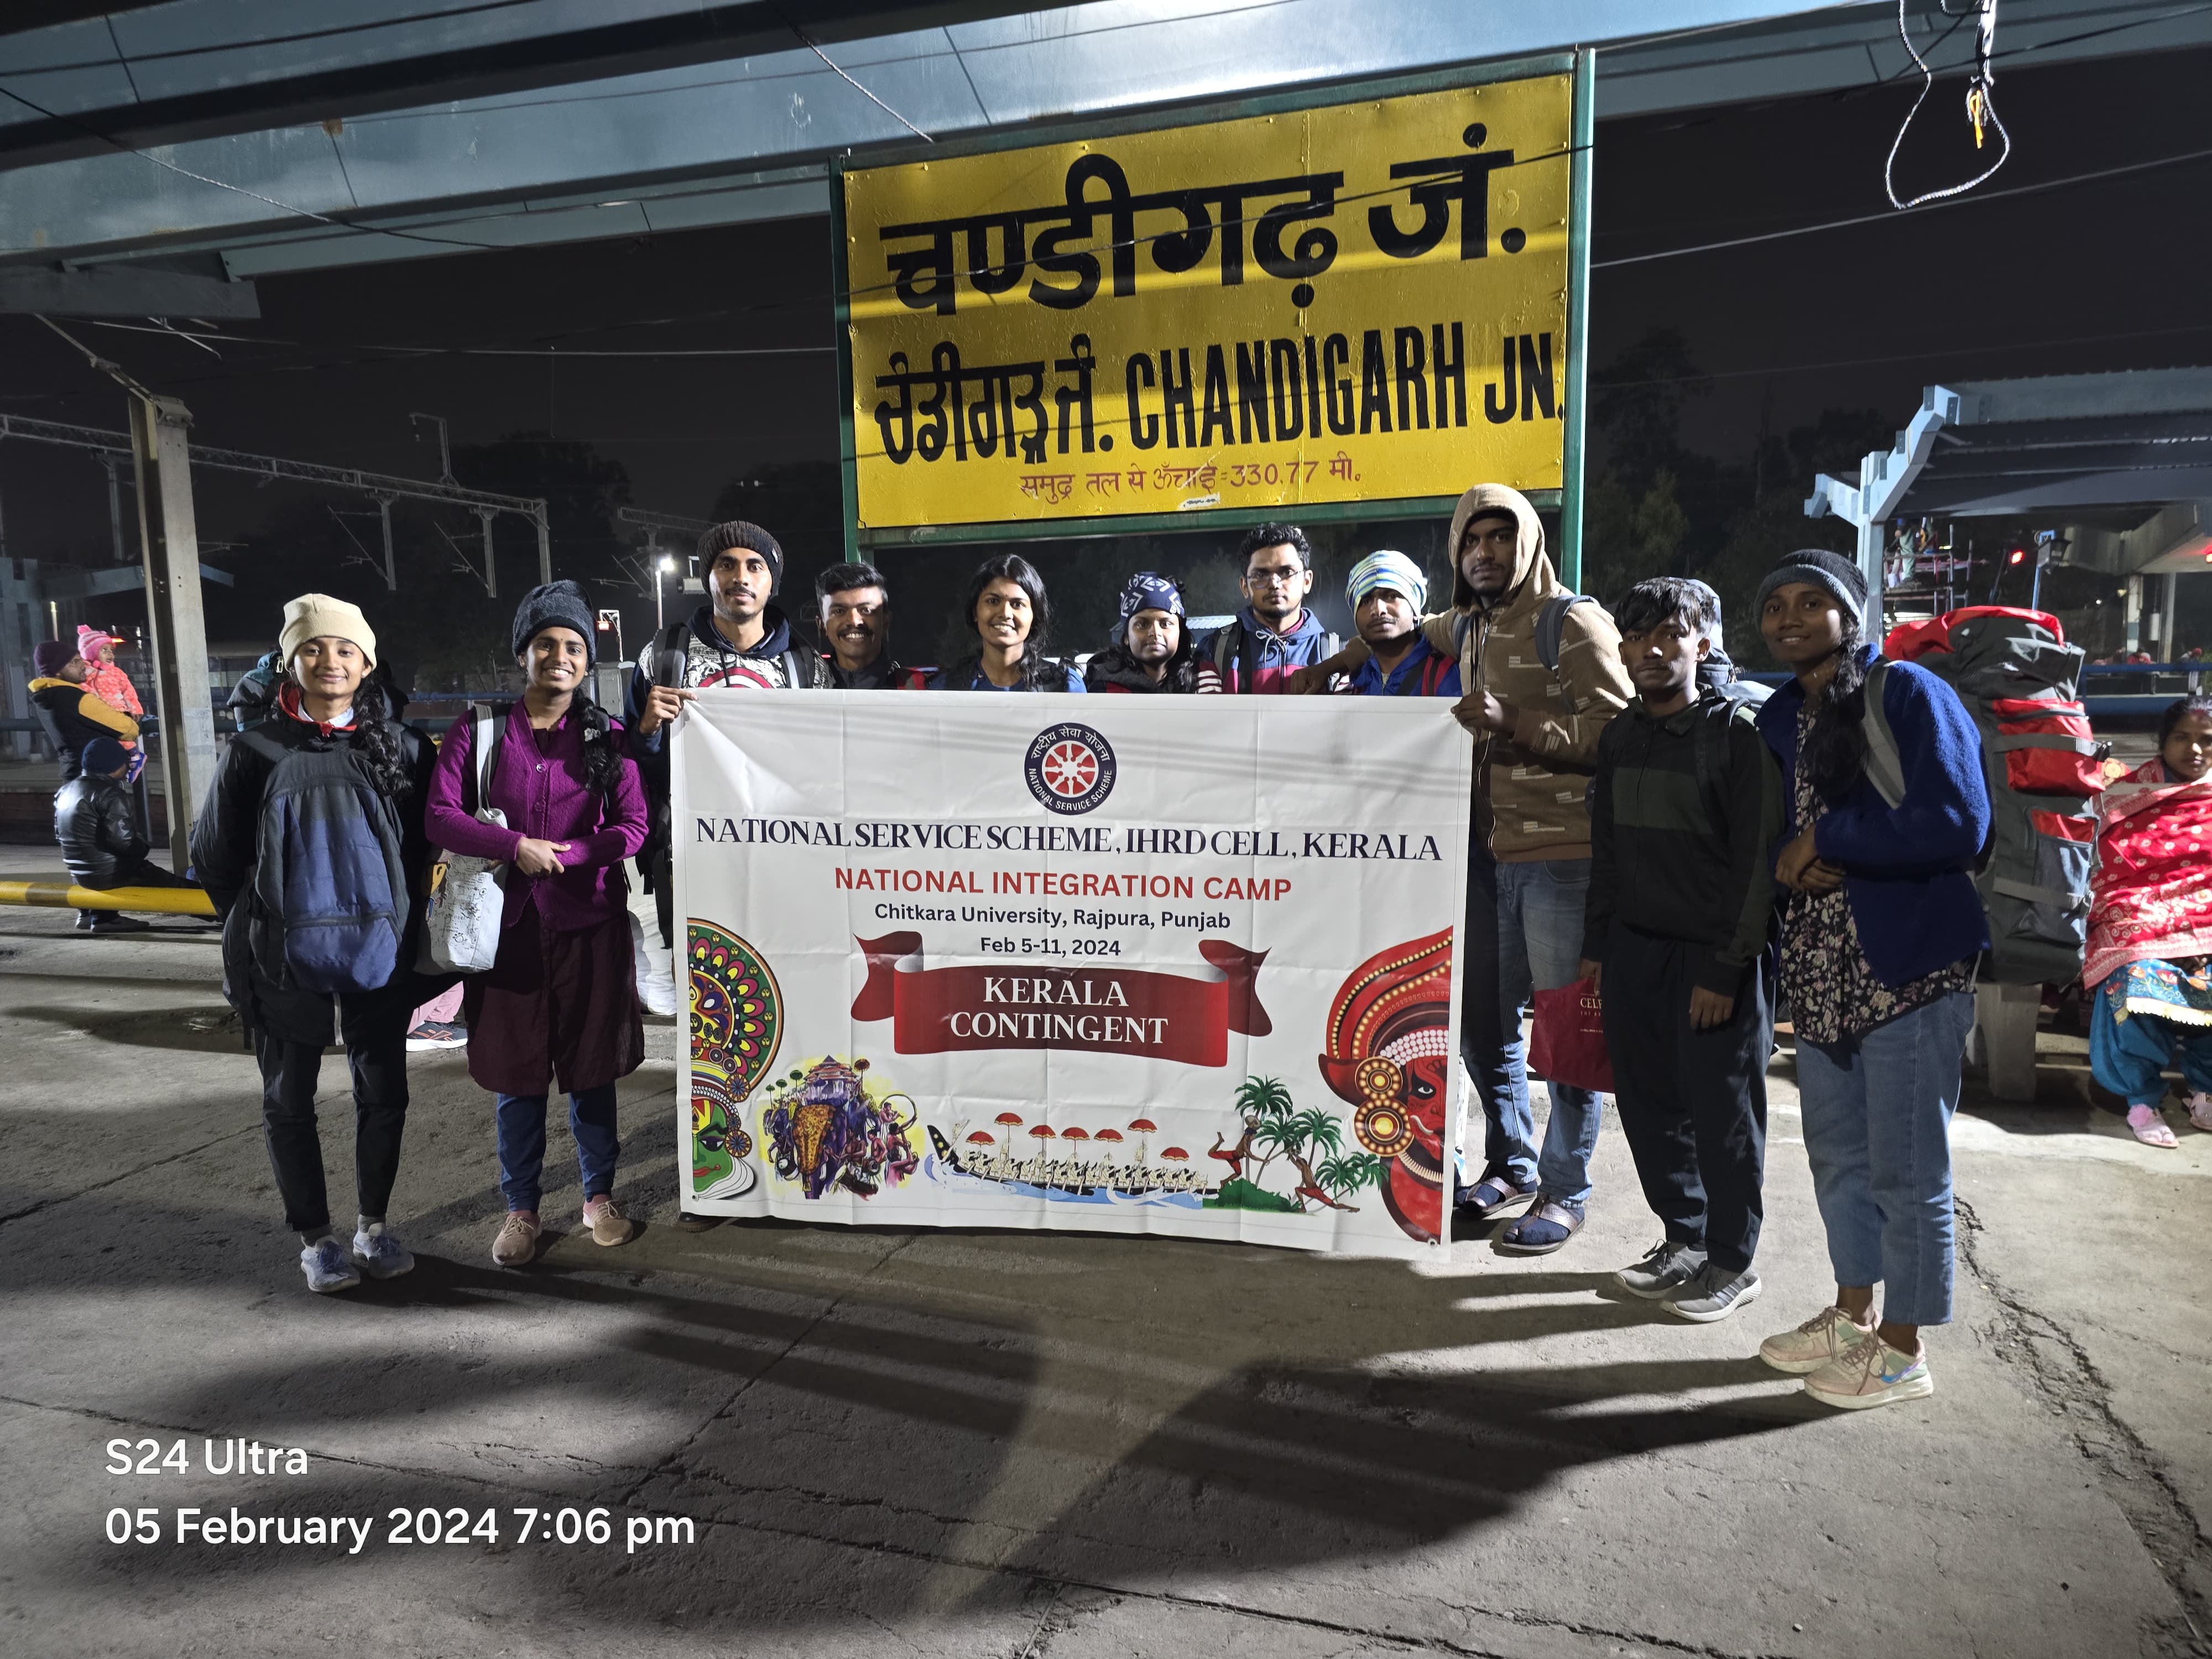 चण्डीगढ़ जं.
ਚੰਡੀਗੜ੍ਹ ਜੰ. CHANDIGARH JN.
समुद्र तल से ऊँचाई=330.77 मी.
राष्ट्रीय सेवा योजना
NATIONAL SERVICE SCHEME
NATIONAL SERVICE SCHEME, IHRD CELL, KERALA
NATIONAL INTEGRATION CAMP
Chitkara University, Rajpura, Punjab
Feb 5-11, 2024
KERALA
CONTINGENT
S24 Ultra
05 February 2024 7:06 pm